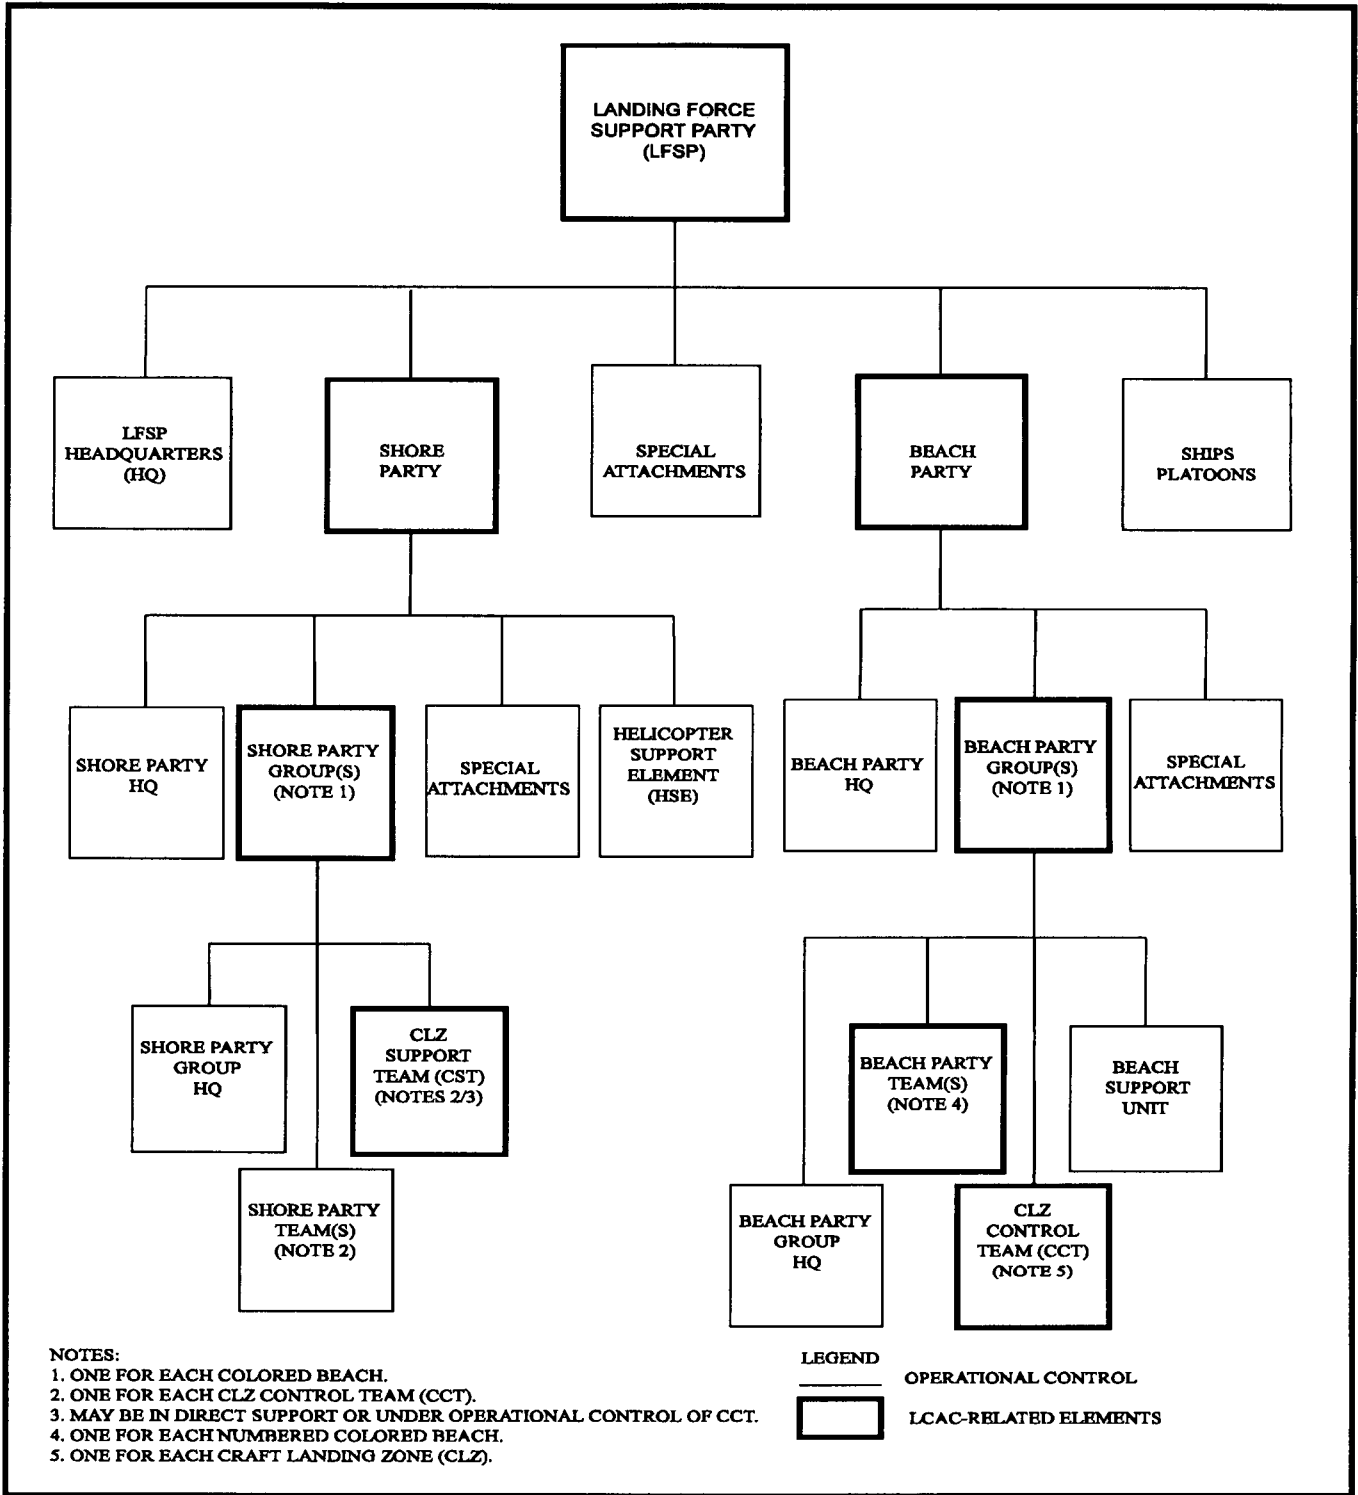 LANDING FORCE
SUPPORT PARTY
(LFSP)
LFSP
HEADQUARTERS
(HQ)
SHORE
PARTY
SPECIAL
ATTACHMENTS
BEACH
PARTY
SHIPS
PLATOONS
SHORE PARTY
HQ
SHORE PARTY
GROUP(S)
(NOTE 1)
SPECIAL
ATTACHMENTS
HELICOPTER
SUPPORT
ELEMENT
(HSE)
BEACH PARTY
HQ
BEACH PARTY
GROUP(S)
(NOTE 1)
SPECIAL
ATTACHMENTS
SHORE PARTY
GROUP
HQ
CLZ
SUPPORT
TEAM (CST)
(NOTES 2/3)
SHORE PARTY
TEAM(S)
(NOTE 2)
BEACH PARTY
TEAM(S)
(NOTE 4)
BEACH
SUPPORT
UNIT
BEACH PARTY
GROUP
HQ
CLZ
CONTROL
TEAM (CCT)
(NOTE 5)
NOTES:
1. ONE FOR EACH COLORED BEACH.
2. ONE FOR EACH CLZ CONTROL TEAM (CCT).
3. MAY BE IN DIRECT SUPPORT OR UNDER OPERATIONAL CONTROL OF CCT.
4. ONE FOR EACH NUMBERED COLORED BEACH.
5. ONE FOR EACH CRAFT LANDING ZONE (CLZ).
LEGEND
OPERATIONAL CONTROL
LCAC-RELATED ELEMENTS